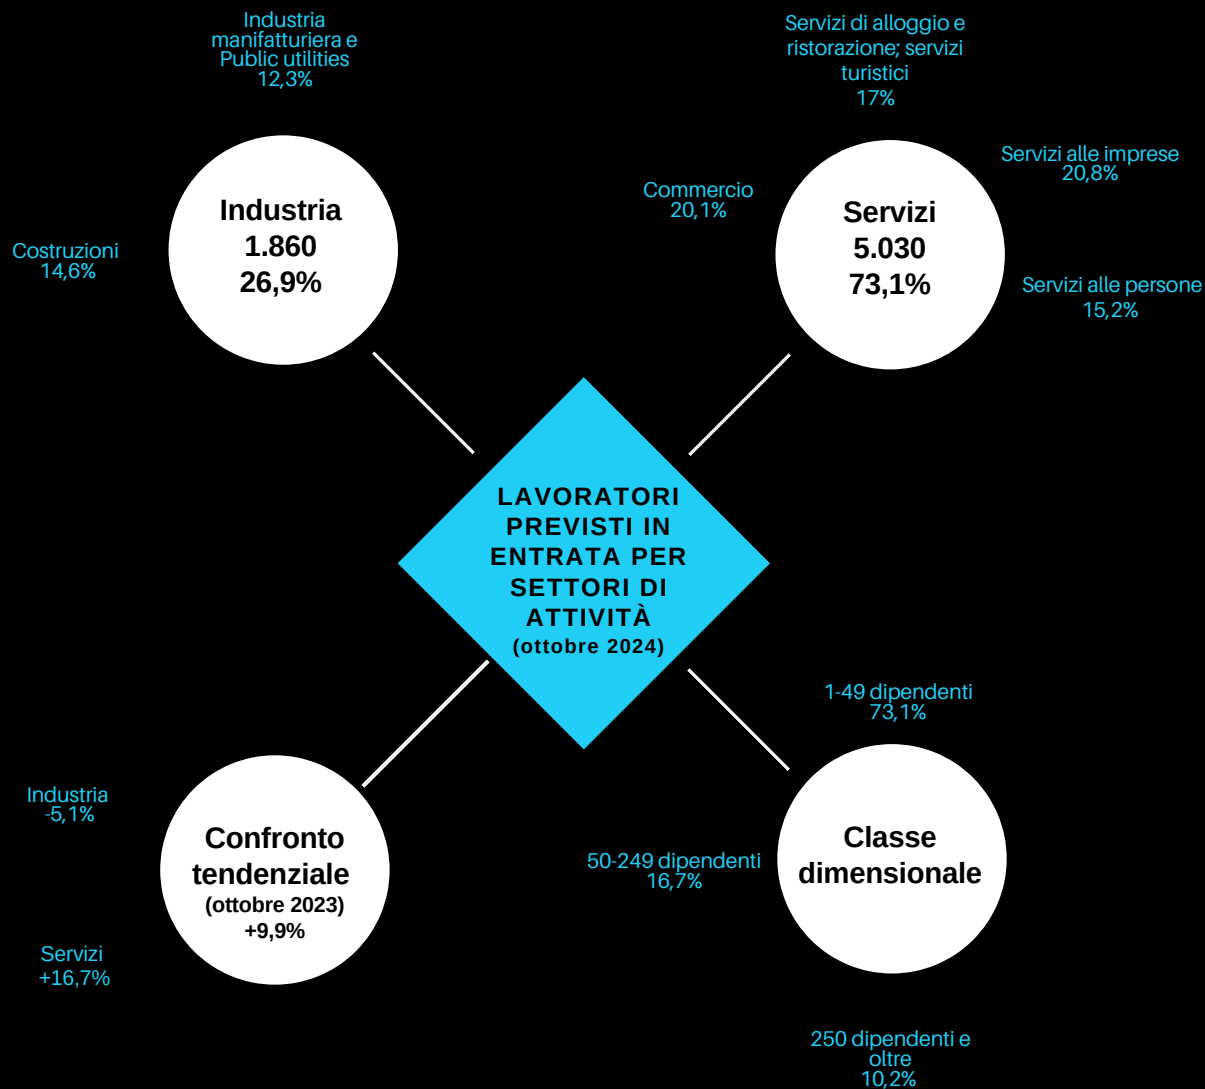 Industria
manifatturiera e
Public utilities
12,3%
Costruzioni
14,6%
Industria
1.860
26,9%
Servizi di alloggio e
ristorazione; servizi
turistici
17%
Commercio
20,1%
Servizi
5.030
73,1%
Servizi alle imprese
20,8%
Servizi alle persone
15,2%
LAVORATORI
PREVISTI IN
ENTRATA PER
SETTORI DI
ATTIVITÀ
(ottobre 2024)
Industria
-5,1%
Servizi
+16,7%
Confronto
tendenziale
(ottobre 2023)
+9,9%
1-49 dipendenti
73,1%
50-249 dipendenti
16,7%
Classe
dimensionale
250 dipendenti e
oltre
10,2%